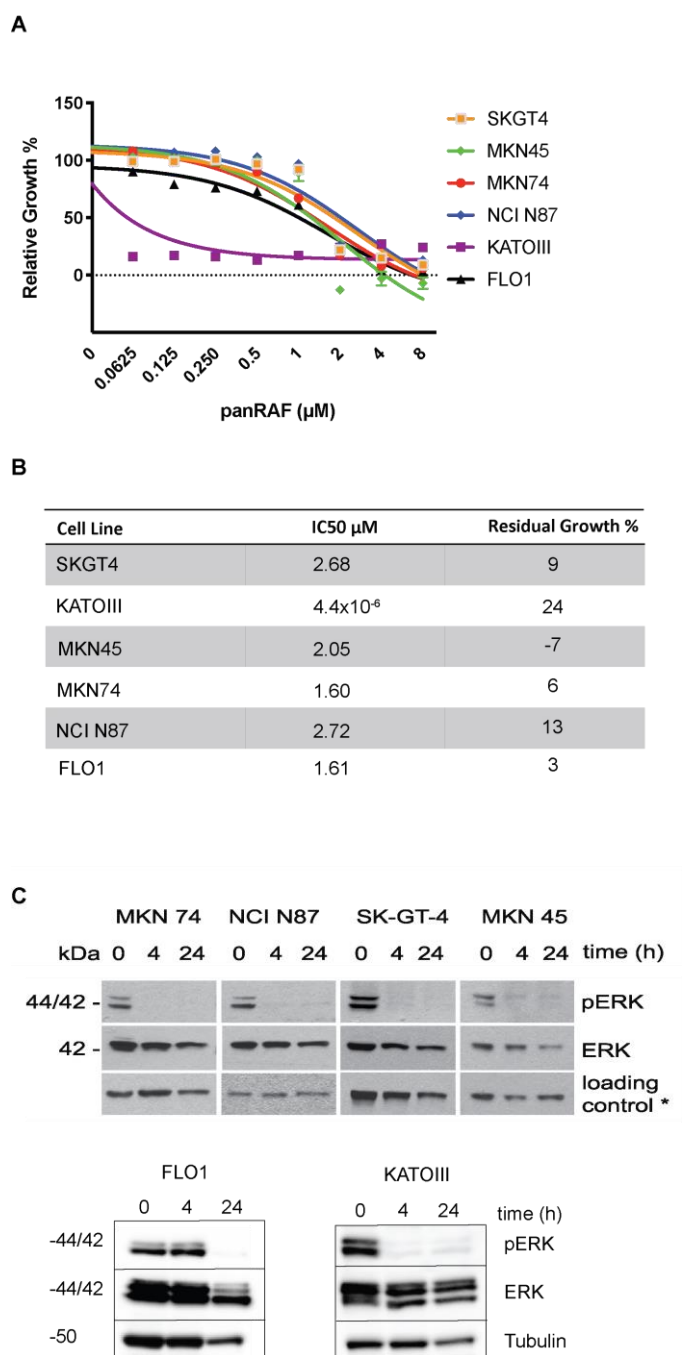 A
150
100
50
0
Relative Growth %
0 0.0625 0.125 0.250 0.5 1 2 4 8
panRAF (µM)
SKGT4
MKN45
MKN74
NCI N87
KATOIII
FLO1
B
Cell Line IC50 µM Residual Growth %
SKGT4 2.68 9
KATOIII 4.4x10⁻⁶ 24
MKN45 2.05 -7
MKN74 1.60 6
NCI N87 2.72 13
FLO1 1.61 3
C
MKN 74 NCI N87 SK-GT-4 MKN 45
kDa 0 4 24 0 4 24 0 4 24 0 4 24 time (h)
44/42 - pERK
42 - ERK
loading
control *
FLO1 KATOIII
0 4 24 0 4 24 time (h)
-44/42 pERK
-44/42 ERK
-50 Tubulin